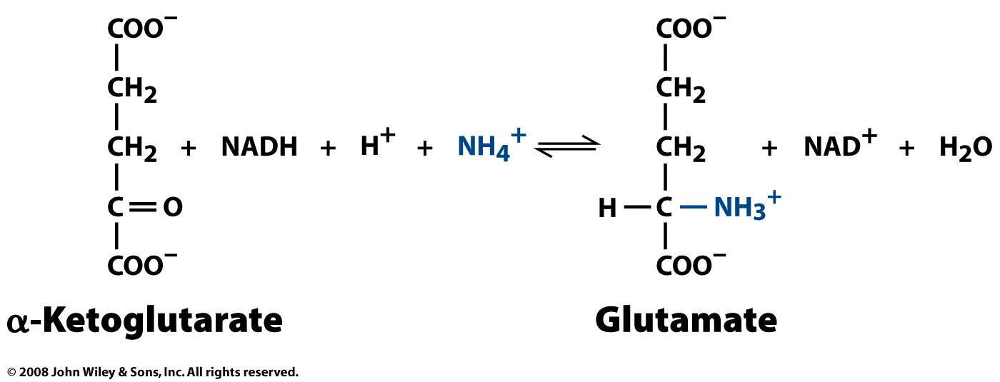 COO⁻ COO⁻
CH₂ CH₂
CH₂ + NADH + H⁺ + NH₄⁺ ⇌ CH₂ + NAD⁺ + H₂O
C=O H—C—NH₃⁺
COO⁻ COO⁻
α-Ketoglutarate Glutamate
© 2008 John Wiley & Sons, Inc. All rights reserved.